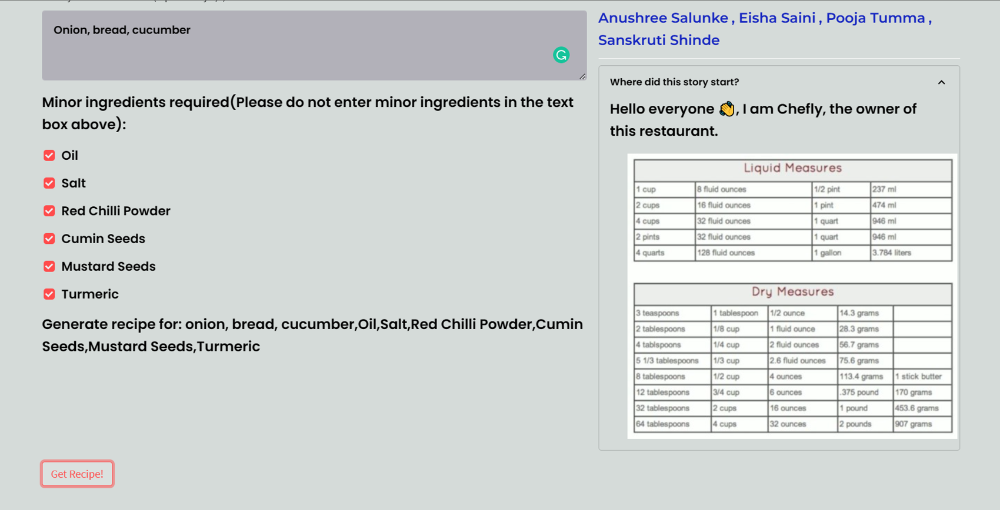 Onion, bread, cucumber
Minor ingredients required(Please do not enter minor ingredients in the text
box above):
Oil
Salt
Red Chilli Powder
Cumin Seeds
Mustard Seeds
Turmeric
Generate recipe for: onion, bread, cucumber,Oil,Salt,Red Chilli Powder,Cumin
Seeds,Mustard Seeds,Turmeric
Get Recipe!
Anushree Salunke , Eisha Saini , Pooja Tumma ,
Sanskruti Shinde
Where did this story start?
Hello everyone 👋, I am Chefly, the owner of
this restaurant.
Liquid Measures
1 cup 8 fluid ounces 1/2 pint 237 ml
2 cups 16 fluid ounces 1 pint 474 ml
4 cups 32 fluid ounces 1 quart 946 ml
2 pints 32 fluid ounces 1 quart 946 ml
4 quarts 128 fluid ounces 1 gallon 3.784 liters
Dry Measures
3 teaspoons 1 tablespoon 1/2 ounce 14.3 grams
2 tablespoons 1/8 cup 1 fluid ounce 28.3 grams
4 tablspoons 1/4 cup 2 fluid ounces 56.7 grams
5 1/3 tablespoons 1/3 cup 2.6 fluid ounces 75.6 grams
8 tablespoons 1/2 cup 4 ounces 113.4 grams 1 stick butter
12 tablespoons 3/4 cup 6 ounces .375 pound 170 grams
32 tablespoons 2 cups 16 ounces 1 pound 453.6 grams
64 tablespoons 4 cups 32 ounces 2 pounds 907 grams